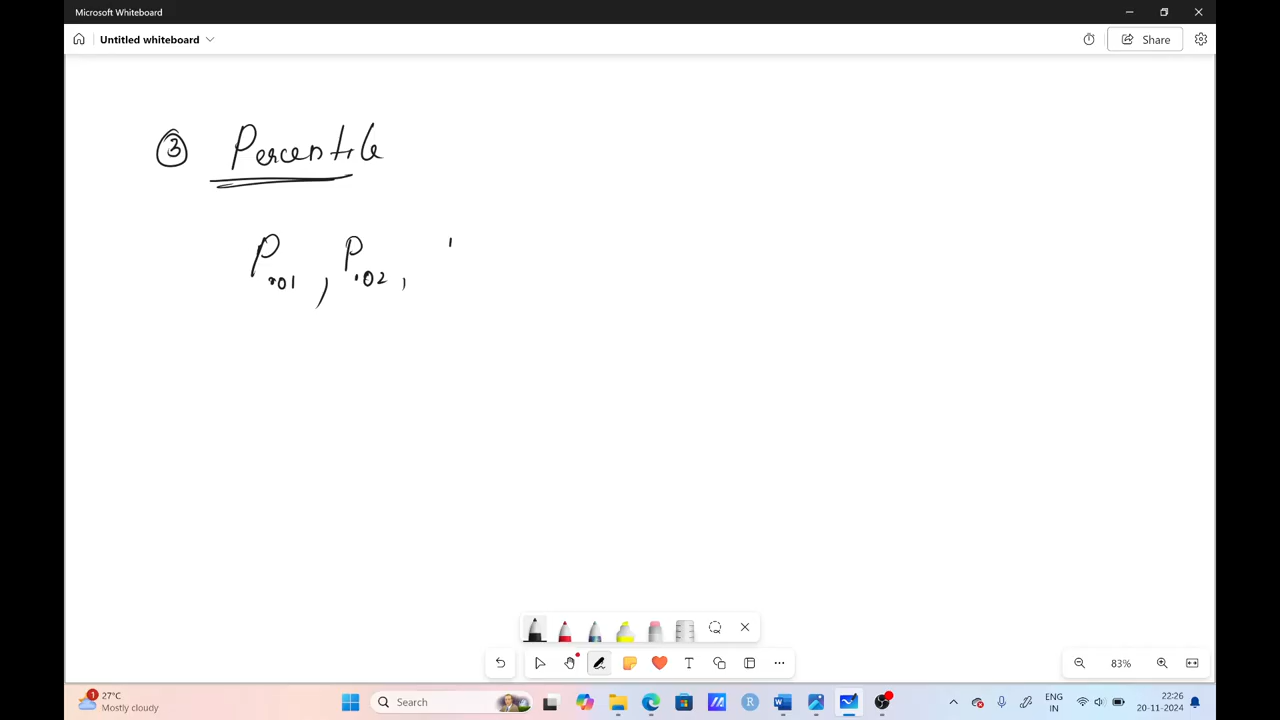 Microsoft Whiteboard
Untitled whiteboard
Share
③ Percentile
P.01 , P.02 ,
T
83%
1
27°C
Mostly cloudy
Search
R
W
ENG
IN
22:26
20-11-2024